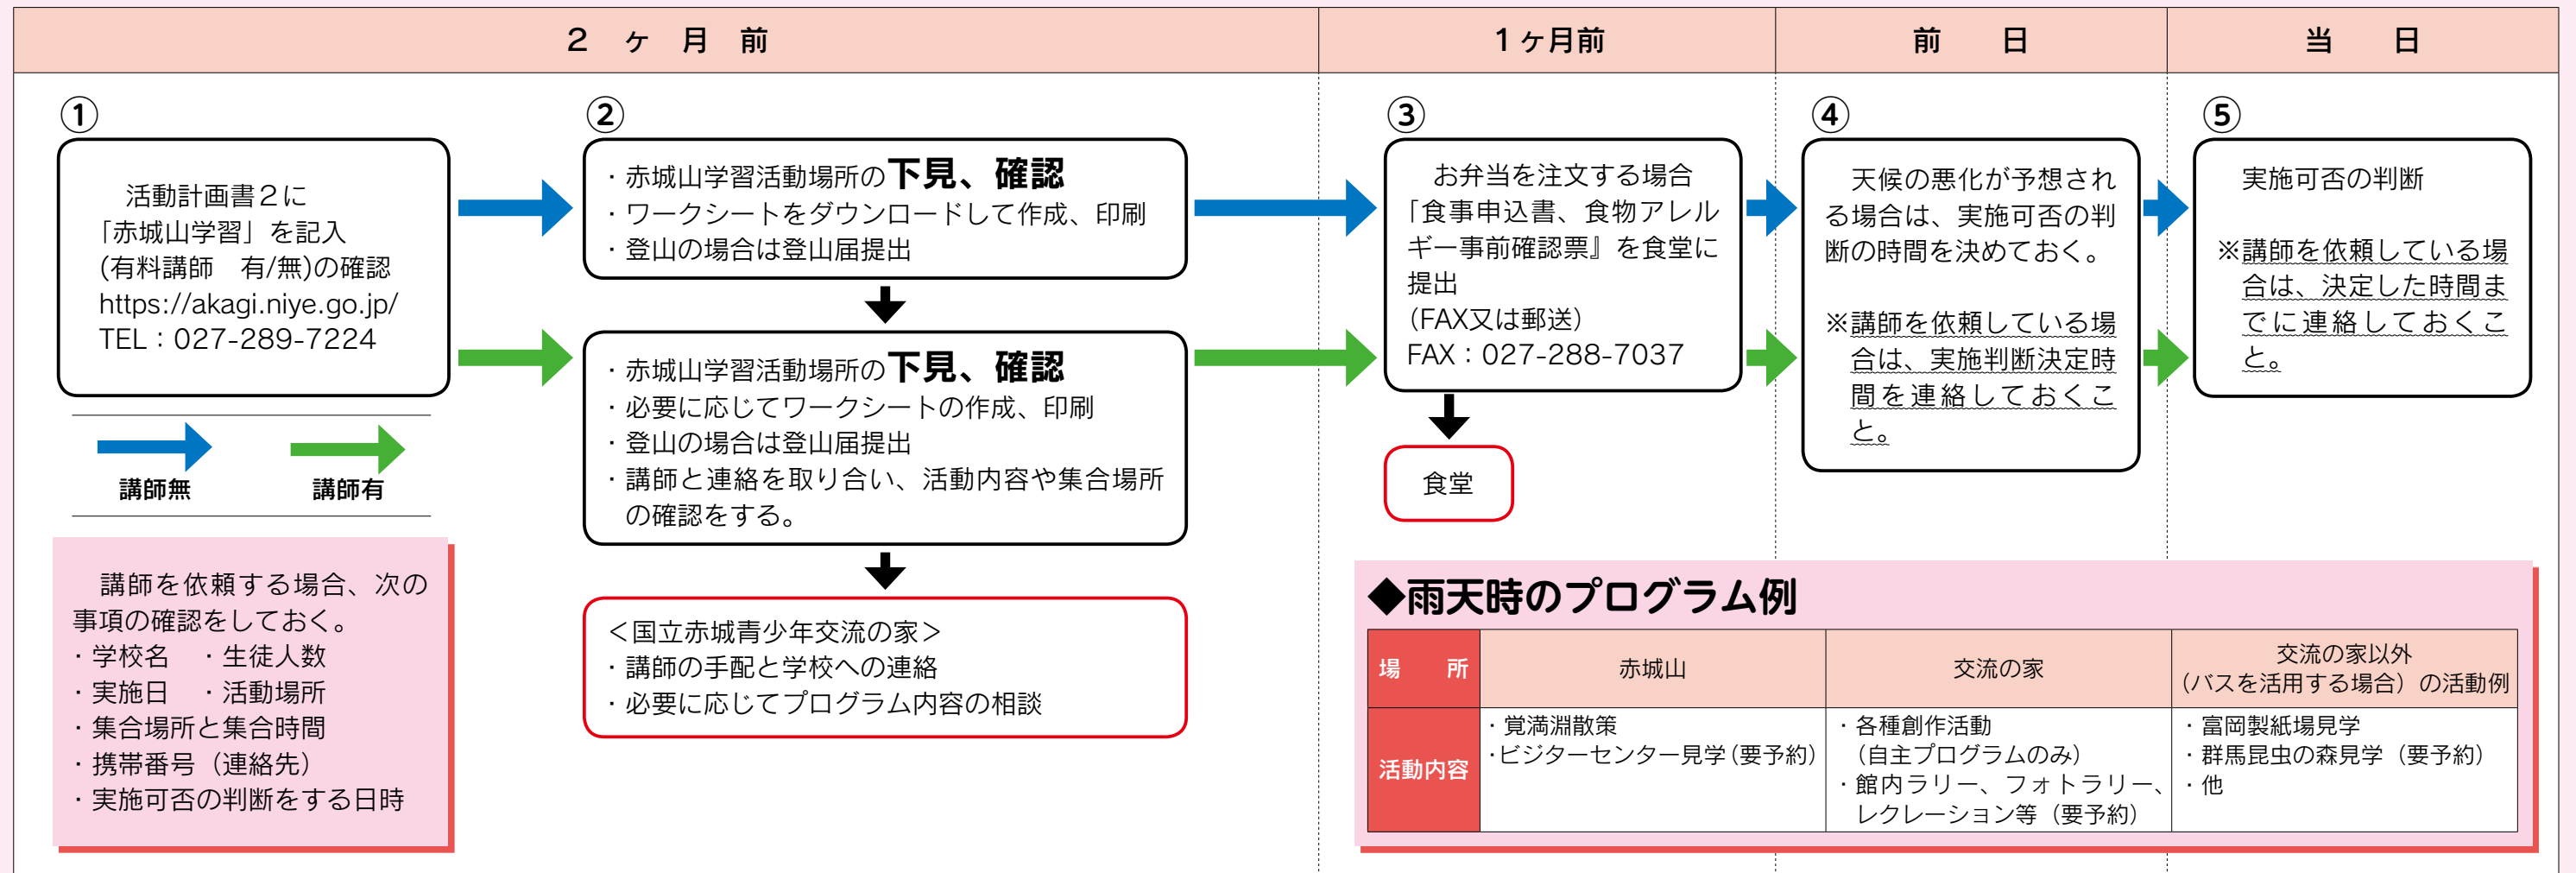 2 ヶ 月 前
1ヶ月前
前 日
当 日
①
活動計画書２に
「赤城山学習」を記入
(有料講師　有/無)の確認
https://akagi.niye.go.jp/
TEL：027-289-7224
講師無
講師有
講師を依頼する場合、次の
事項の確認をしておく。
・学校名　・生徒人数
・実施日　・活動場所
・集合場所と集合時間
・携帯番号（連絡先）
・実施可否の判断をする日時
②
・赤城山学習活動場所の下見、確認
・ワークシートをダウンロードして作成、印刷
・登山の場合は登山届提出
・赤城山学習活動場所の下見、確認
・必要に応じてワークシートの作成、印刷
・登山の場合は登山届提出
・講師と連絡を取り合い、活動内容や集合場所
の確認をする。
＜国立赤城青少年交流の家＞
・講師の手配と学校への連絡
・必要に応じてプログラム内容の相談
③
お弁当を注文する場合
「食事申込書、食物アレル
ギー事前確認票』を食堂に
提出
（FAX又は郵送）
FAX：027-288-7037
食堂
④
天候の悪化が予想され
る場合は、実施可否の判
断の時間を決めておく。
※講師を依頼している場
合は、実施判断決定時
間を連絡しておくこ
と。
⑤
実施可否の判断
※講師を依頼している場
合は、決定した時間ま
でに連絡しておくこ
と。
◆雨天時のプログラム例
場　所
赤城山
交流の家
交流の家以外
（バスを活用する場合）の活動例
活動内容
・覚満淵散策
・ビジターセンター見学（要予約）
・各種創作活動
（自主プログラムのみ）
・館内ラリー、フォトラリー、
レクレーション等（要予約）
・富岡製紙場見学
・群馬昆虫の森見学（要予約）
・他